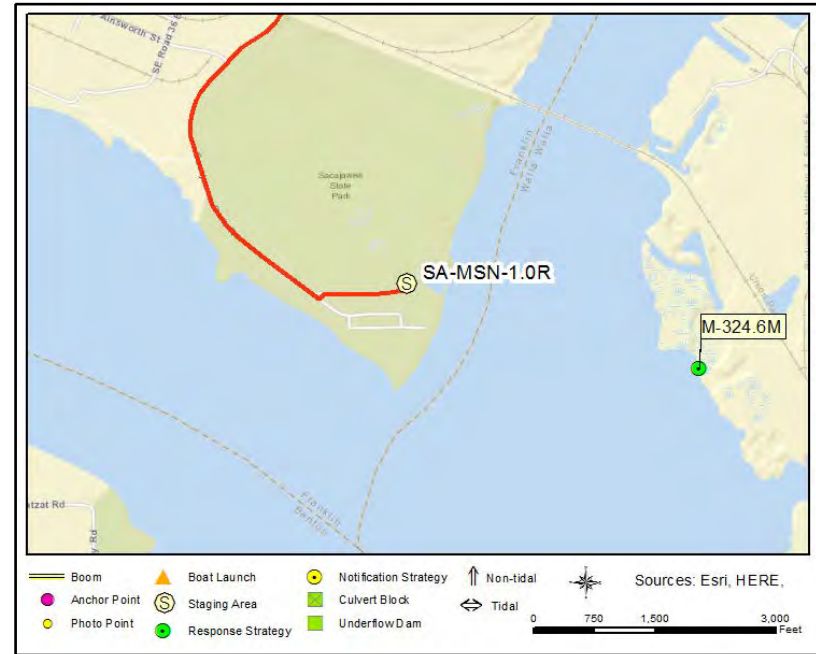 Ainsworth St
SE Road 36 E
Sacajawea
State
Park
Franklin
Walla Walla
SA-MSN-1.0R
M-324.6M
Union Pac
Franklin
Benton
atzat Rd
y Rd
Boom
Boat Launch
Notification Strategy
Non-tidal
Sources: Esri, HERE,
Anchor Point
S Staging Area
Culvert Block
Tidal
Photo Point
Response Strategy
Underflow Dam
0 750 1,500 3,000
Feet